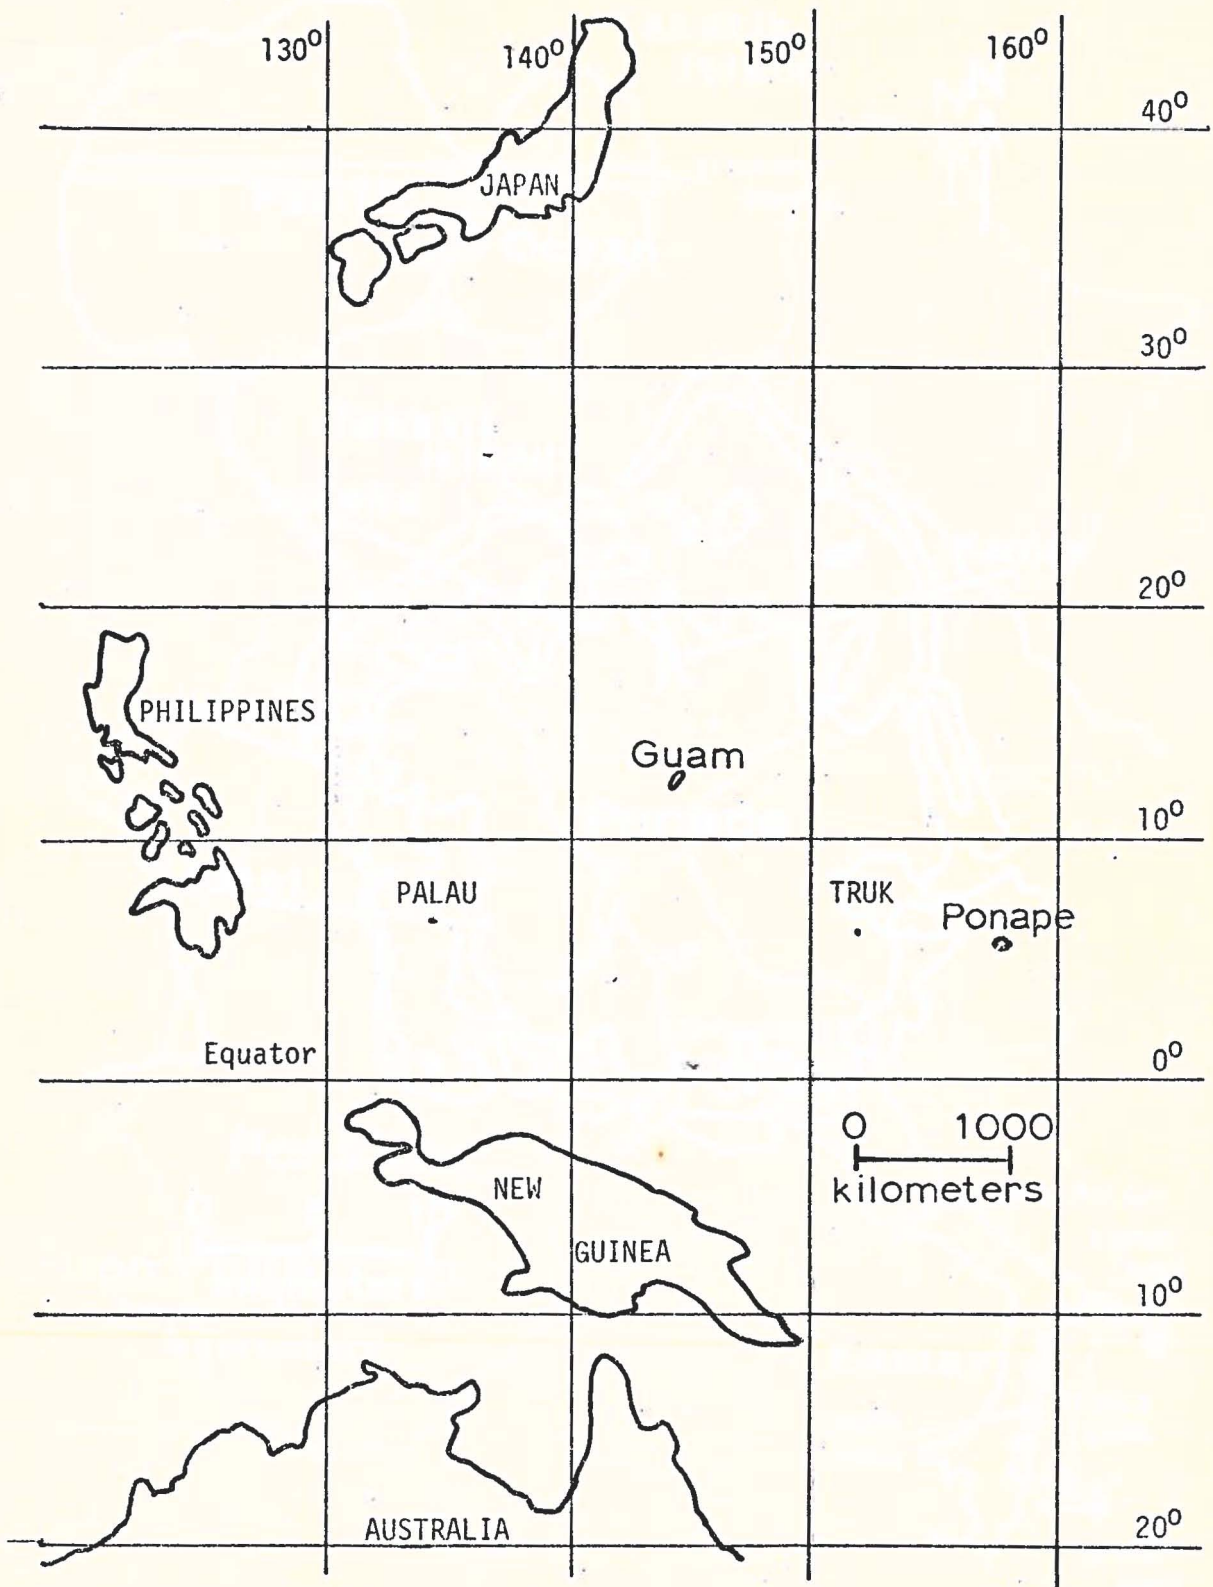 130⁰
140⁰
150⁰
160⁰
40⁰
JAPAN
30⁰
20⁰
PHILIPPINES
Guam
10⁰
PALAU
TRUK
Ponape
Equator
0⁰
0 1000
kilometers
NEW
GUINEA
10⁰
AUSTRALIA
20⁰